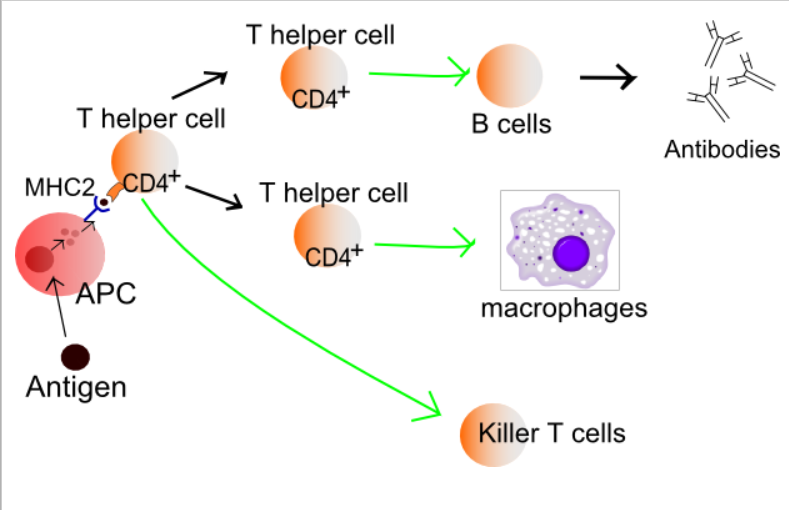 T helper cell
CD4+
B cells
Antibodies
T helper cell
CD4+
MHC2
T helper cell
CD4+
macrophages
APC
Antigen
Killer T cells